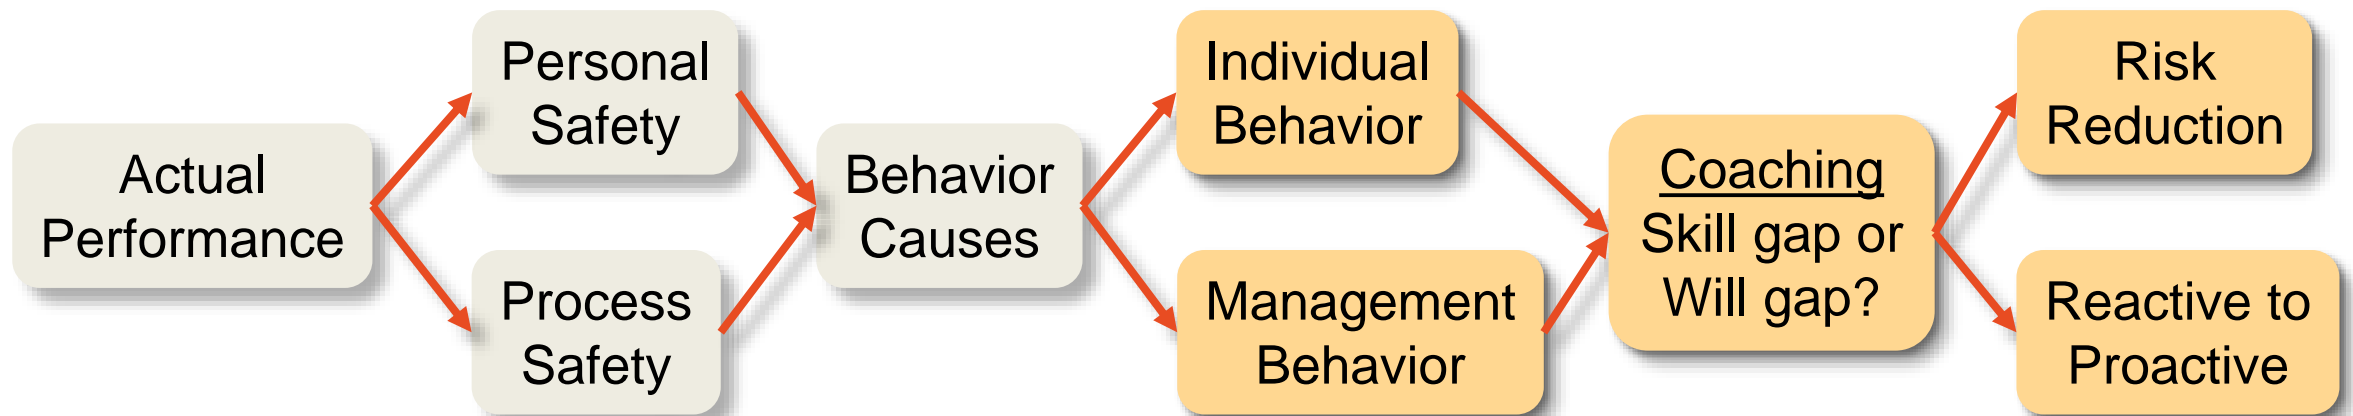 Actual
Performance
Personal
Safety
Process
Safety
Behavior
Causes
Individual
Behavior
Management
Behavior
Coaching
Skill gap or
Will gap?
Risk
Reduction
Reactive to
Proactive